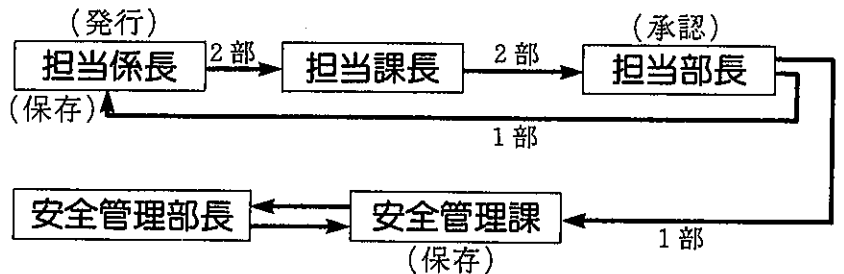 (発行)
(承認)
担当係長
2部
担当課長
2部
担当部長
(保存)
1部
安全管理部長
安全管理課
1部
(保存)